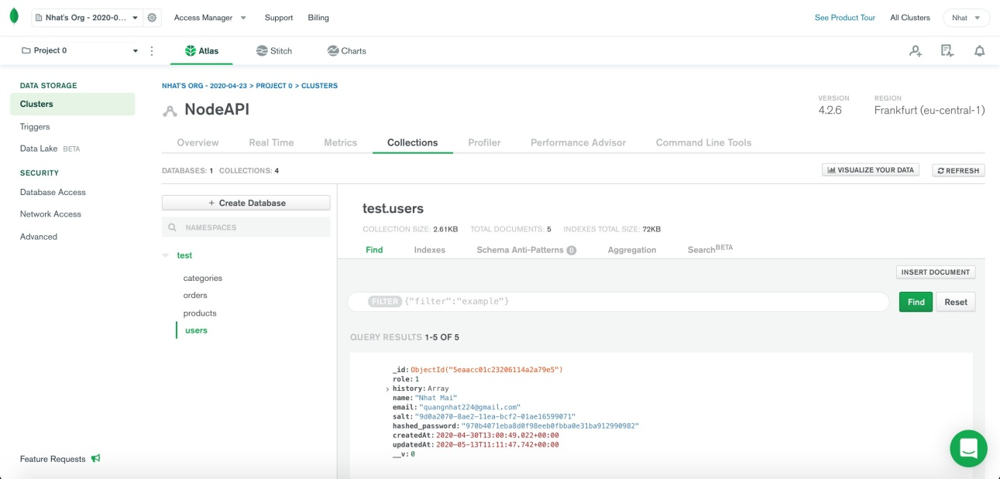 Nhat's Org - 2020-0...
Access Manager
Support
Billing
See Product Tour
All Clusters
Nhat
Project 0
Atlas
Stitch
Charts
DATA STORAGE
Clusters
Triggers
Data Lake BETA
SECURITY
Database Access
Network Access
Advanced
Feature Requests
NHAT'S ORG - 2020-04-23 > PROJECT 0 > CLUSTERS
NodeAPI
VERSION
4.2.6
REGION
Frankfurt (eu-central-1)
Overview
Real Time
Metrics
Collections
Profiler
Performance Advisor
Command Line Tools
DATABASES: 1 COLLECTIONS: 4
VISUALIZE YOUR DATA
REFRESH
+ Create Database
NAMESPACES
test
categories
orders
products
users
test.users
COLLECTION SIZE: 2.61KB TOTAL DOCUMENTS: 5 INDEXES TOTAL SIZE: 72KB
Find
Indexes
Schema Anti-Patterns 0
Aggregation
Search BETA
INSERT DOCUMENT
FILTER {"filter":"example"}
Find
Reset
QUERY RESULTS 1-5 OF 5
_id: ObjectId("5eaacc01c23206114a2a79e5")
role: 1
> history: Array
name: "Nhat Mai"
email: "quangnhat224@gmail.com"
salt: "9d0a2070-8ae2-11ea-bcf2-01ae16599071"
hashed_password: "970b4071eba8d0f98eeb0fbba0e31ba912990982"
createdAt: 2020-04-30T13:00:49.022+00:00
updatedAt: 2020-05-13T11:11:47.742+00:00
__v: 0